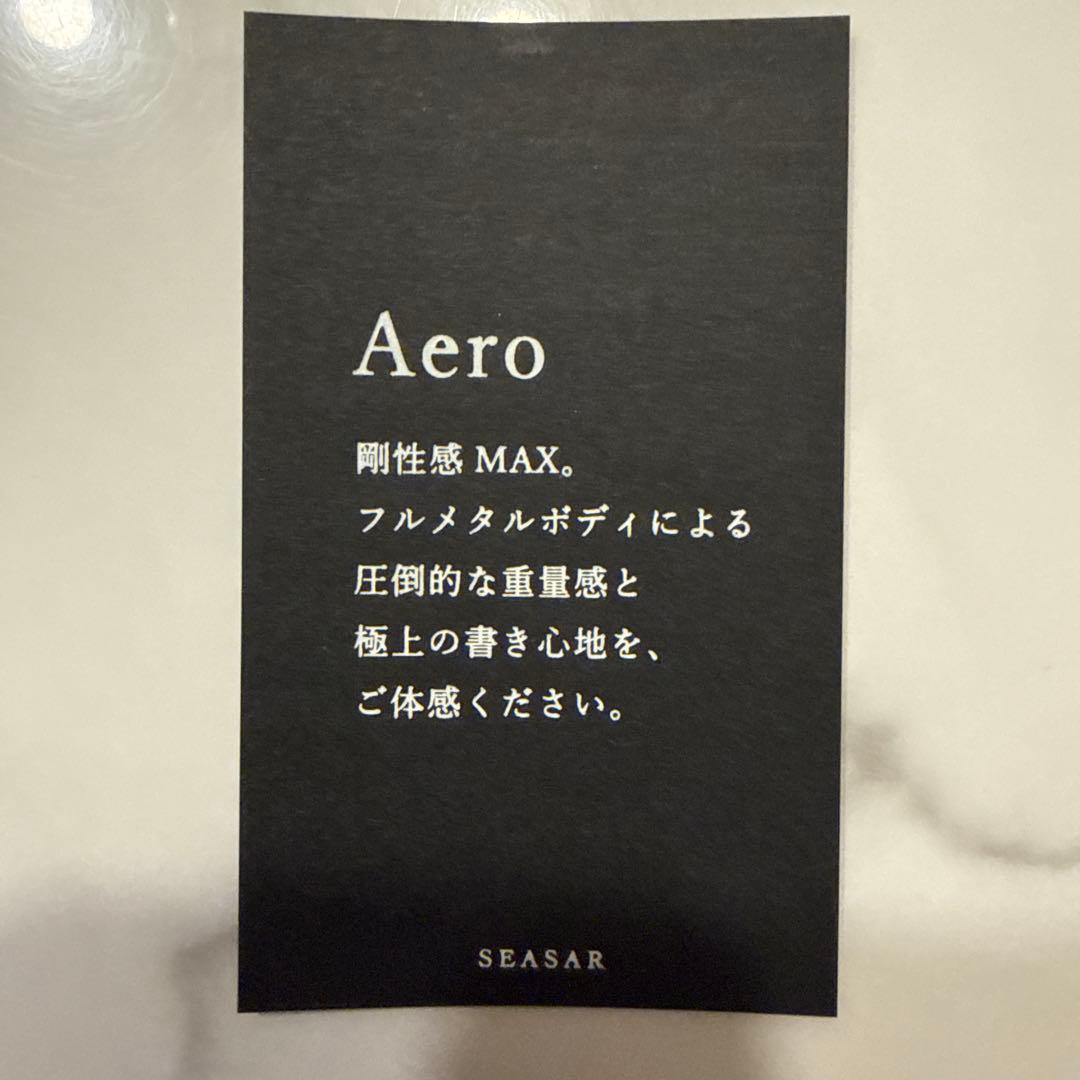 Aero
剛性感 MAX。
フルメタルボディによる
圧倒的な重量感と
極上の書き心地を、
ご体感ください。
SEASAR